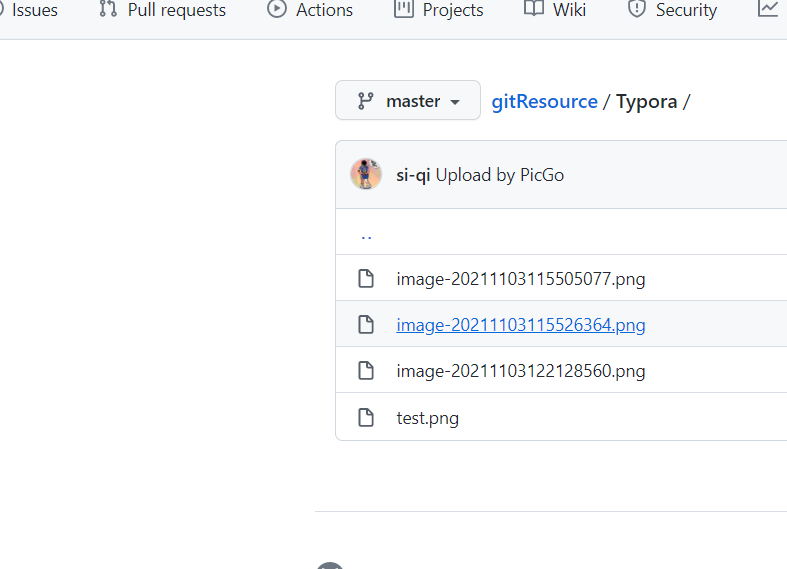 Issues Pull requests Actions Projects Wiki Security
master gitResource / Typora /
si-qi Upload by PicGo
..
image-20211103115505077.png
image-20211103115526364.png
image-20211103122128560.png
test.png